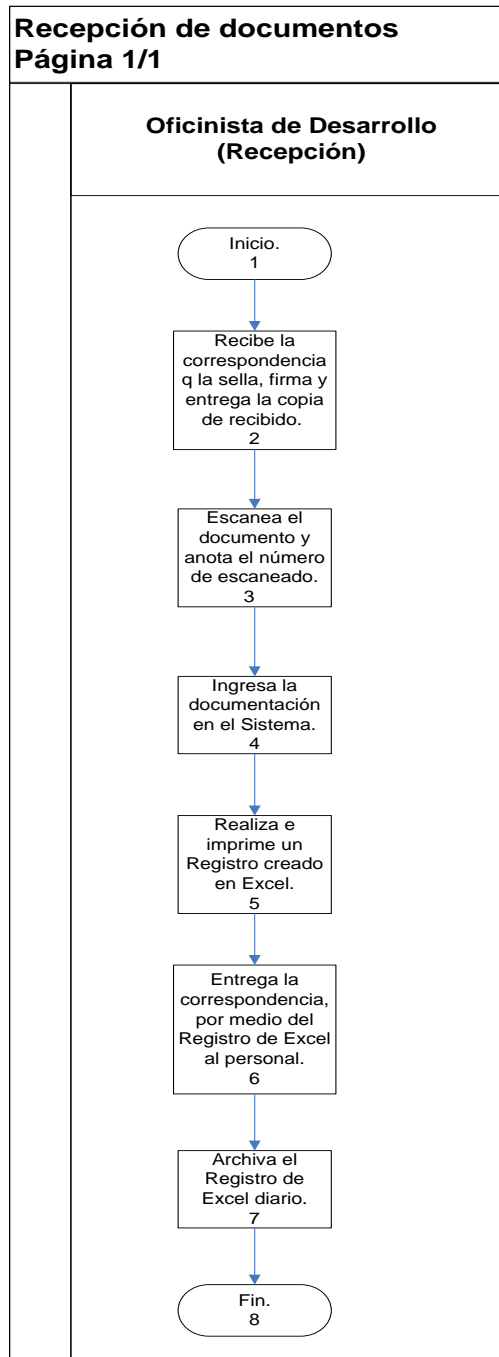 Recepción de documentos
Página 1/1
Oficinista de Desarrollo
(Recepción)
Inicio.
1
Recibe la
correspondencia
q la sella, firma y
entrega la copia
de recibido.
2
Escanea el
documento y
anota el número
de escaneado.
3
Ingresa la
documentación
en el Sistema.
4
Realiza e
imprime un
Registro creado
en Excel.
5
Entrega la
correspondencia,
por medio del
Registro de Excel
al personal.
6
Archiva el
Registro de
Excel diario.
7
Fin.
8